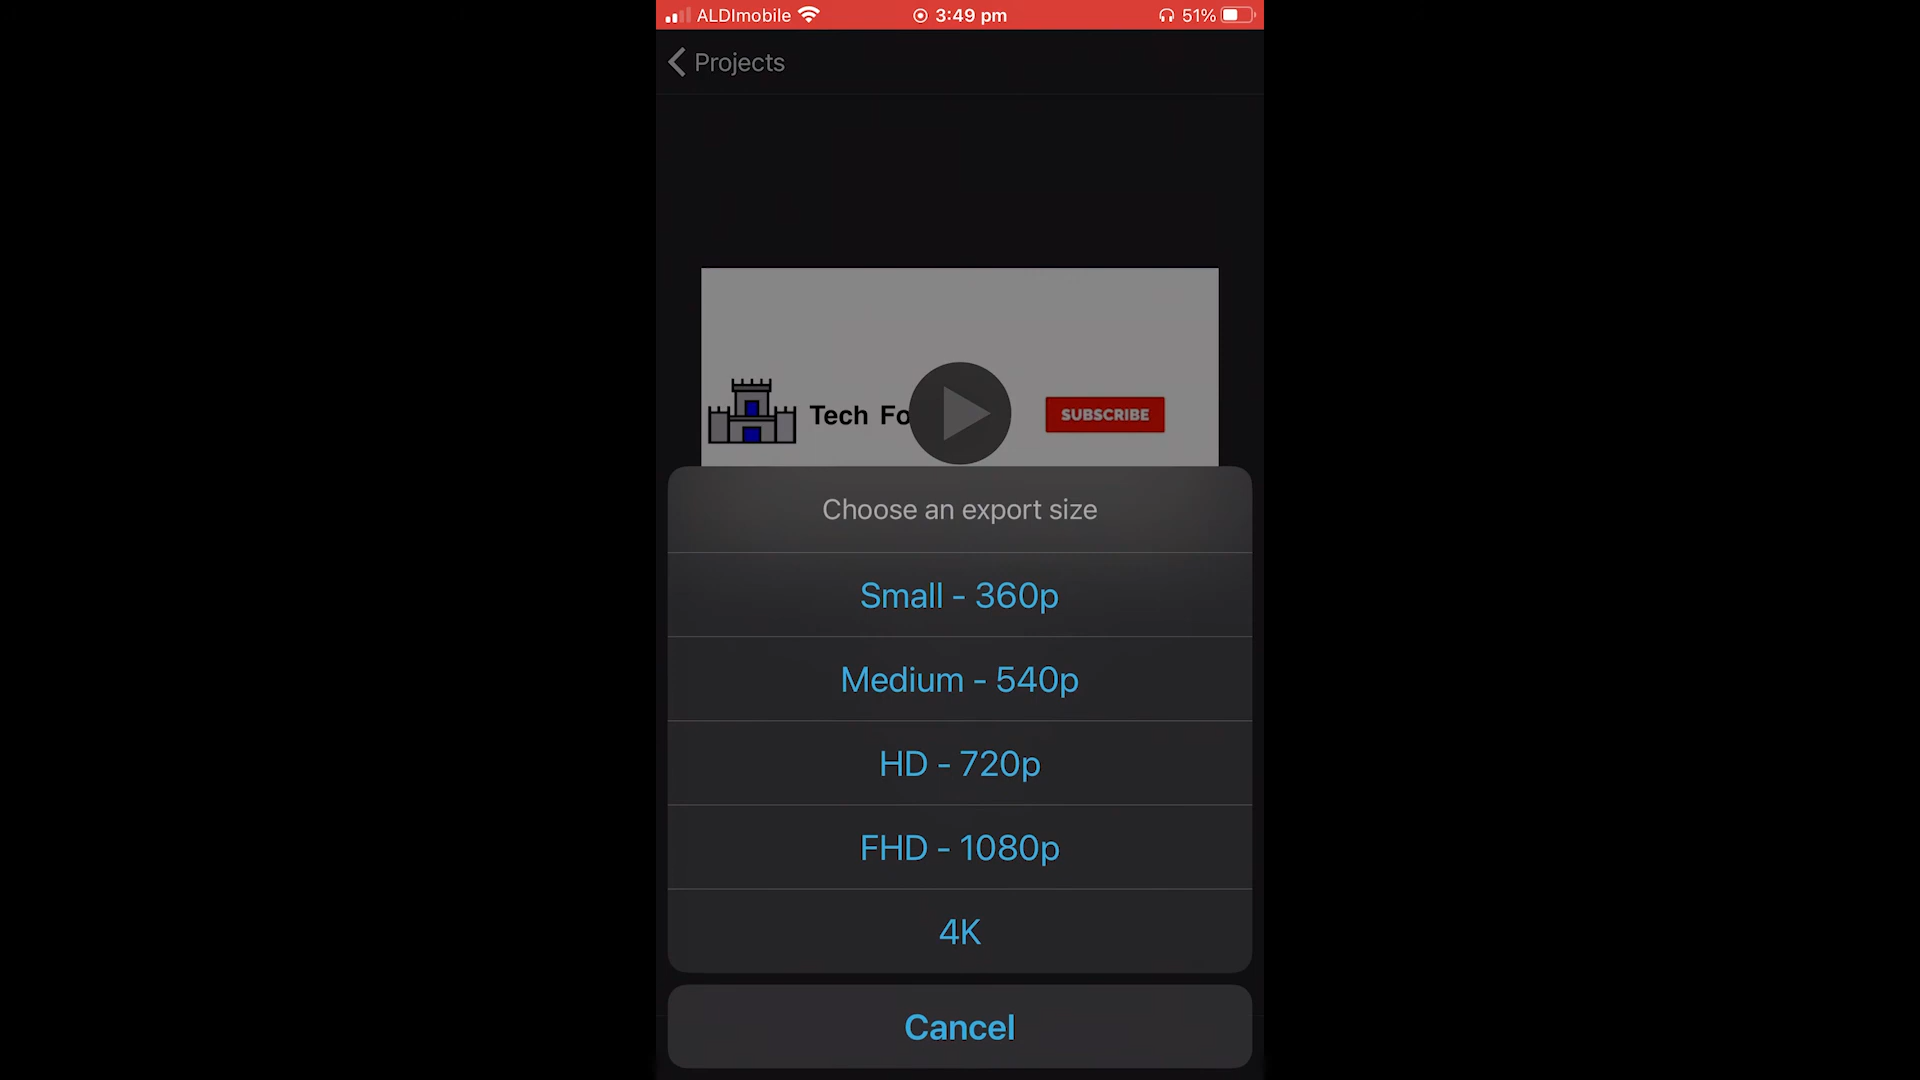 ALDImobile 3:49 pm 51%
Projects
Tech Fo
SUBSCRIBE
Choose an export size
Small - 360p
Medium - 540p
HD - 720p
FHD - 1080p
4K
Cancel